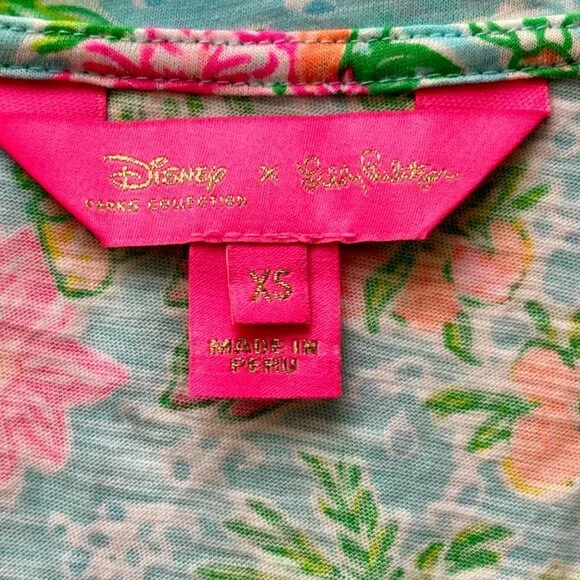 Disney × Lilly Pulitzer
PARKS COLLECTION
XS
MADE IN
PERU